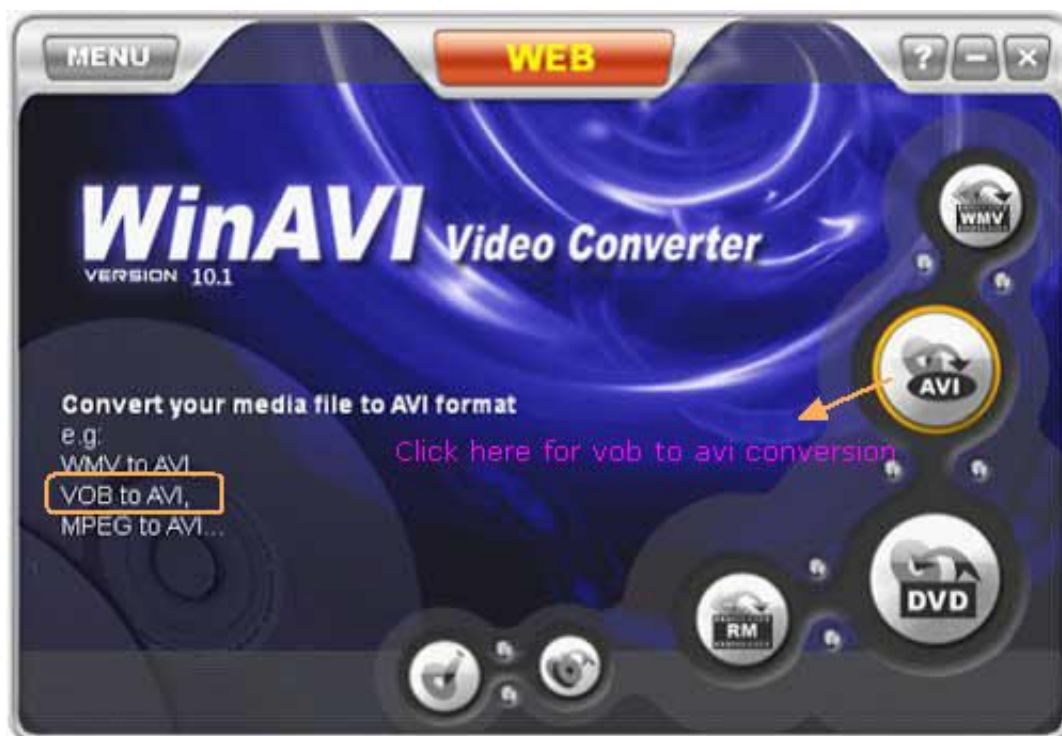 MENU
WEB
? – ×
WMV
WinAVI Video Converter
VERSION 10.1
AVI
Convert your media file to AVI format
e.g:
Click here for vob to avi conversion
WMV to AVI,
VOB to AVI,
MPEG to AVI...
DVD
RM